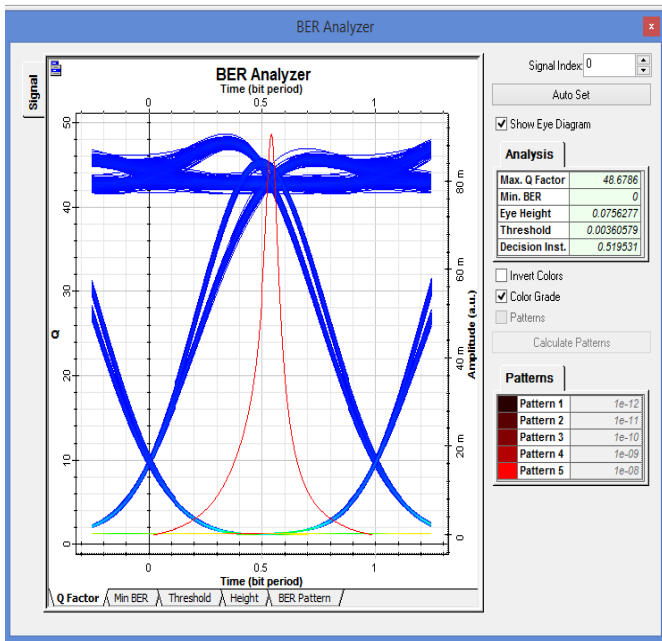 BER Analyzer
x
Signal
BER Analyzer
Time (bit period)
0 0.5 1
50
40
30
20
10
0
Q
80 m
60 m
40 m
20 m
0
Amplitude (a.u.)
0 0.5 1
Time (bit period)
Q Factor Min BER Threshold Height BER Pattern
Signal Index: 0
Auto Set
Show Eye Diagram
Analysis
Max. Q Factor 48.6786
Min. BER 0
Eye Height 0.0756277
Threshold 0.00360579
Decision Inst. 0.519531
Invert Colors
Color Grade
Patterns
Calculate Patterns
Patterns
Pattern 1 1e-12
Pattern 2 1e-11
Pattern 3 1e-10
Pattern 4 1e-09
Pattern 5 1e-08